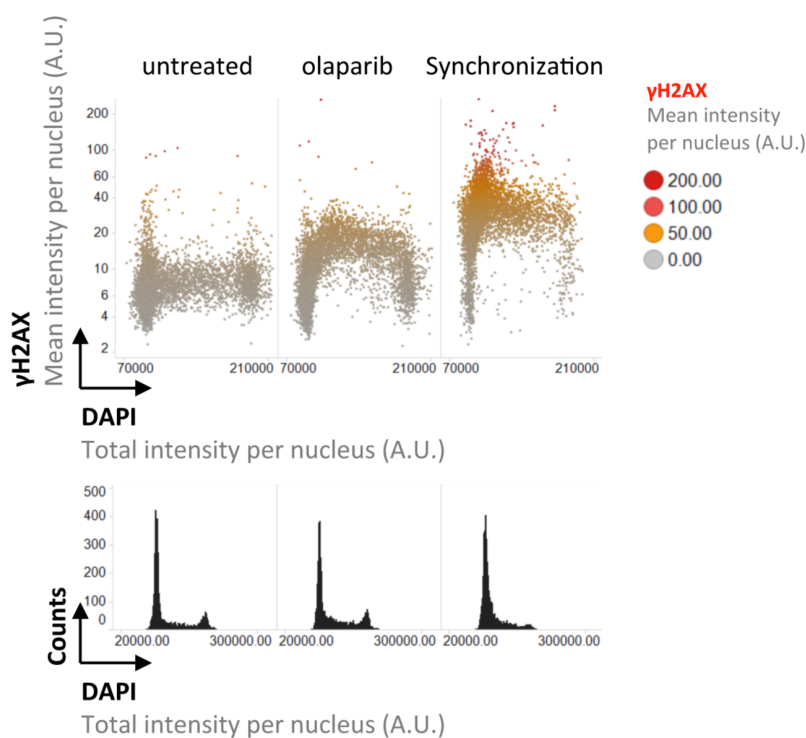 untreated
olaparib
Synchronization
γH2AX
Mean intensity per nucleus (A.U.)
200
100
60
40
20
10
6
4
2
70000
210000
70000
210000
70000
210000
DAPI
Total intensity per nucleus (A.U.)
γH2AX
Mean intensity
per nucleus (A.U.)
200.00
100.00
50.00
0.00
Counts
500
400
300
200
100
0
20000.00
300000.00
20000.00
300000.00
20000.00
300000.00
DAPI
Total intensity per nucleus (A.U.)